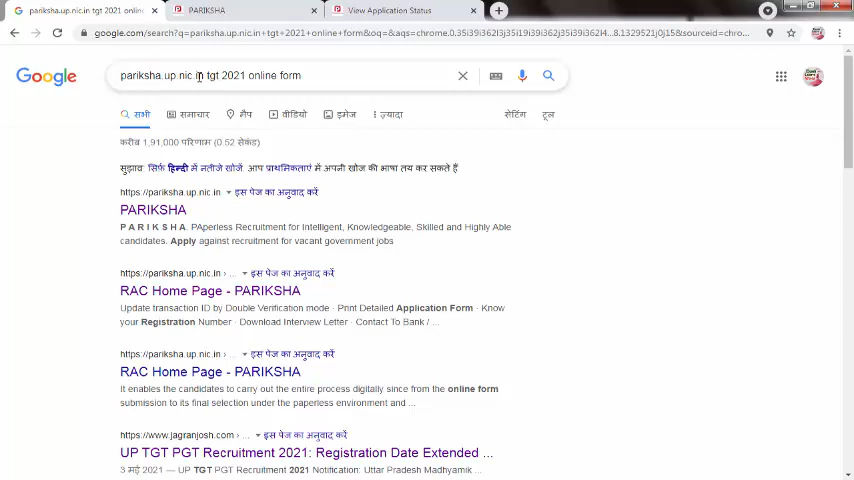 pariksha.up.nic.in tgt 2021 onlin
PARIKSHA
View Application Status
google.com/search?q=pariksha.up.nic.in+tgt+2021+online+form&oq=&aqs=chrome.0.35i39i362l3j35i19i39i362j35i39i362l4...8.1329521j0j15&sourceid=chro...
Google
pariksha.up.nic.in tgt 2021 online form
सभी समाचार मैप वीडियो इमेज ज़्यादा सेटिंग टूल
करीब 1,91,000 परिणाम (0.52 सेकंड)
सुझाव: सिर्फ़ हिन्दी में नतीजे खोजें. आप प्राथमिकताएं में अपनी खोज की भाषा तय कर सकते हैं
https://pariksha.up.nic.in इस पेज का अनुवाद करें
PARIKSHA
P A R I K S H A. PAperless Recruitment for Intelligent, Knowledgeable, Skilled and Highly Able
candidates. Apply against recruitment for vacant government jobs
https://pariksha.up.nic.in › ... इस पेज का अनुवाद करें
RAC Home Page - PARIKSHA
Update transaction ID by Double Verification mode · Print Detailed Application Form · Know
your Registration Number · Download Interview Letter · Contact To Bank / ...
https://pariksha.up.nic.in › ... इस पेज का अनुवाद करें
RAC Home Page - PARIKSHA
It enables the candidates to carry out the entire process digitally since from the online form
submission to its final selection under the paperless environment and ...
https://www.jagranjosh.com › ... इस पेज का अनुवाद करें
UP TGT PGT Recruitment 2021: Registration Date Extended ...
3 मई 2021 — UP TGT PGT Recruitment 2021 Notification: Uttar Pradesh Madhyamik ...